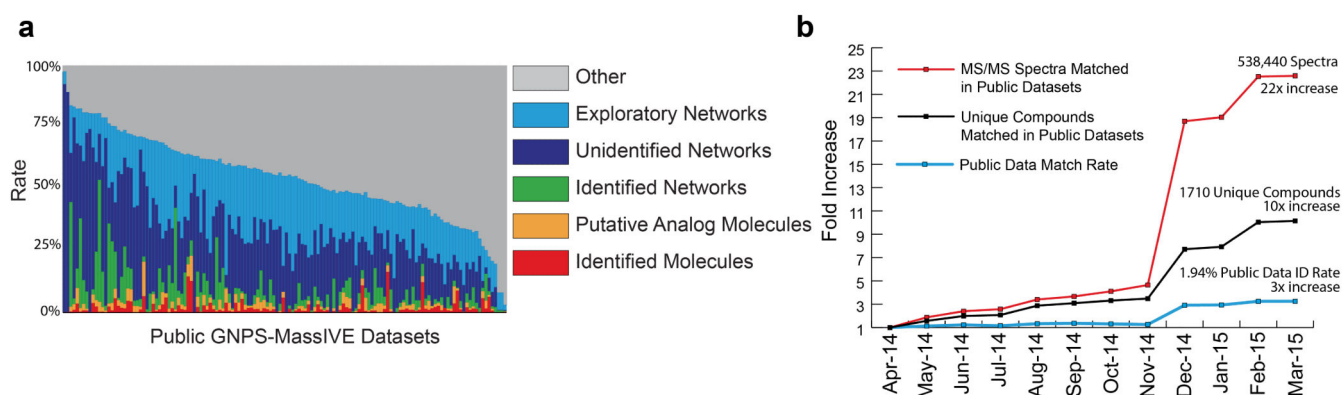 a
100%
75%
50%
25%
0%
Rate
Public GNPS-MassIVE Datasets
Other
Exploratory Networks
Unidentified Networks
Identified Networks
Putative Analog Molecules
Identified Molecules
b
25
23
21
19
17
15
13
11
9
7
5
3
1
Fold Increase
MS/MS Spectra Matched
in Public Datasets
Unique Compounds
Matched in Public Datasets
Public Data Match Rate
538,440 Spectra
22x increase
1710 Unique Compounds
10x increase
1.94% Public Data ID Rate
3x increase
Apr-14
May-14
Jun-14
Jul-14
Aug-14
Sep-14
Oct-14
Nov-14
Dec-14
Jan-15
Feb-15
Mar-15